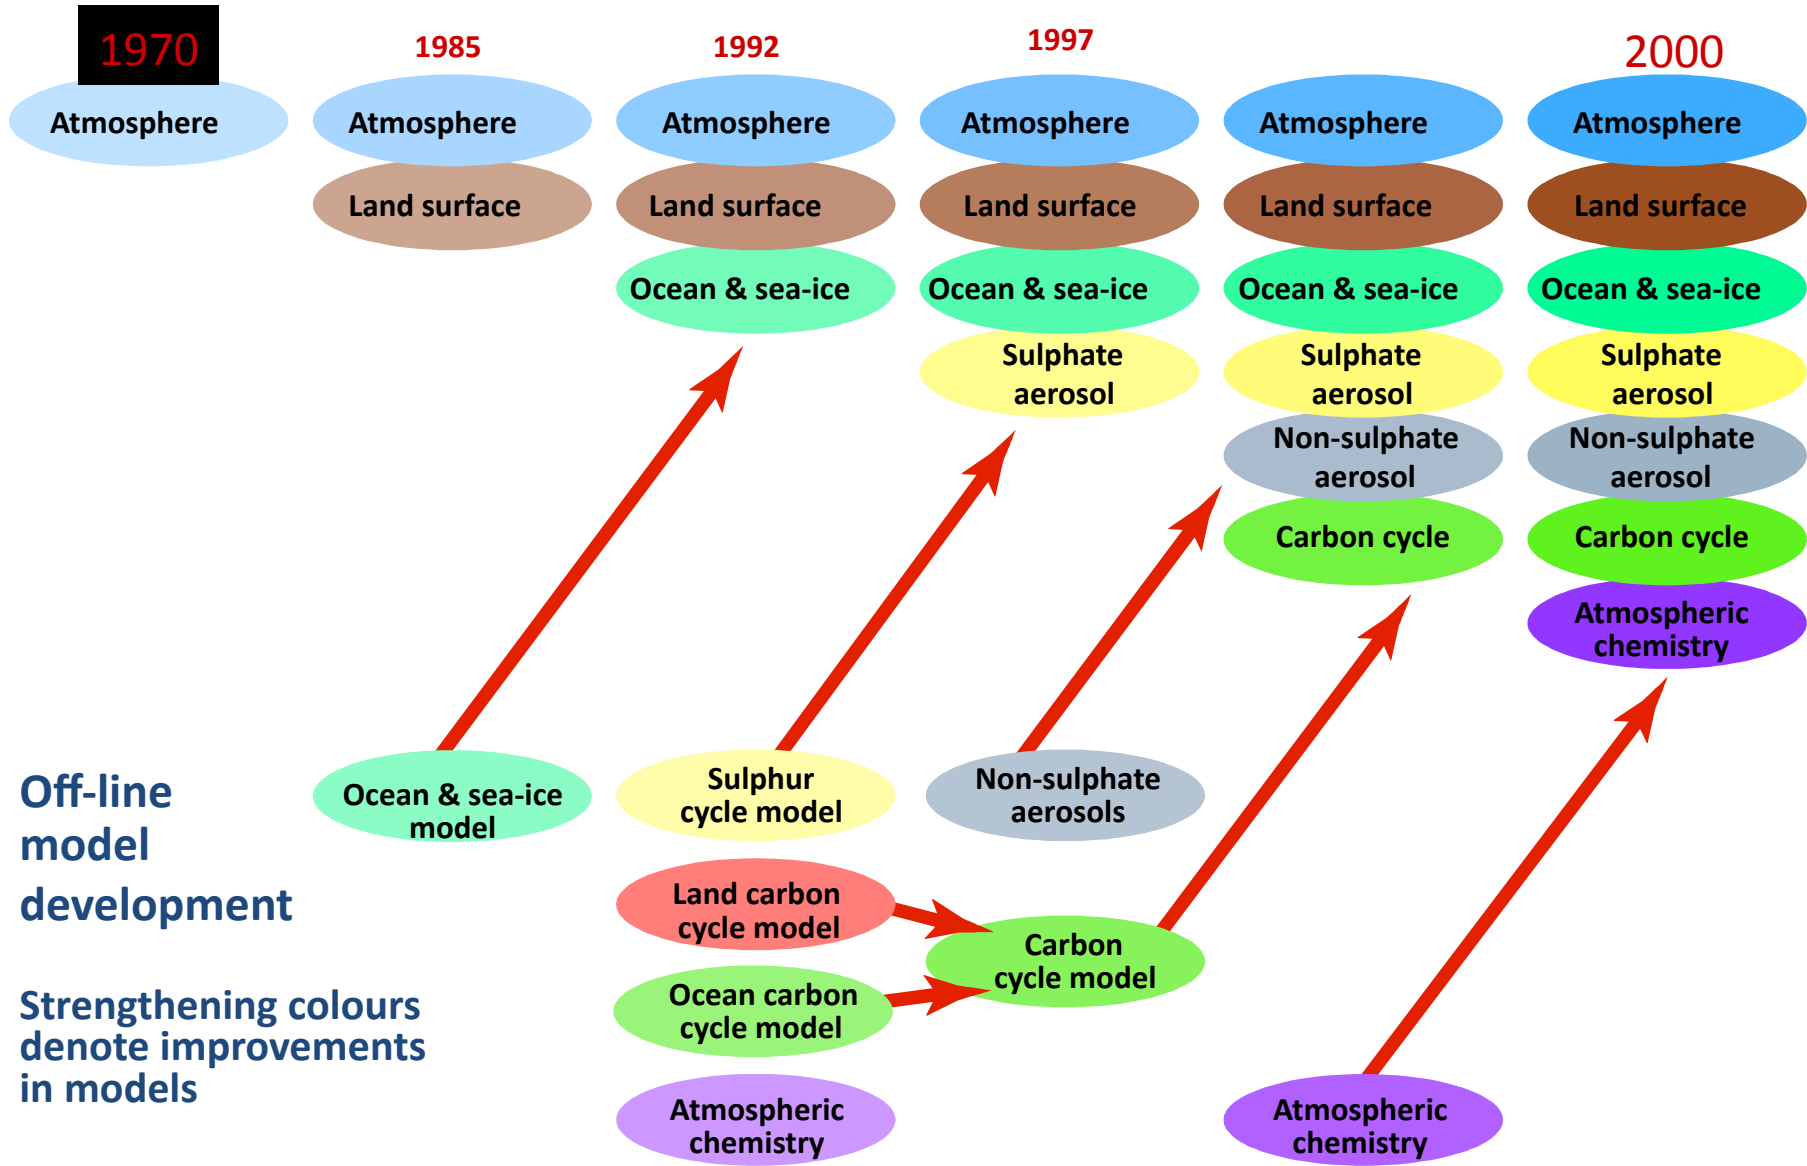 1970
1985
1992
1997
2000
Atmosphere
Atmosphere
Atmosphere
Atmosphere
Atmosphere
Atmosphere
Land surface
Land surface
Land surface
Land surface
Land surface
Ocean & sea-ice
Ocean & sea-ice
Ocean & sea-ice
Ocean & sea-ice
Sulphate
aerosol
Sulphate
aerosol
Sulphate
aerosol
Non-sulphate
aerosol
Non-sulphate
aerosol
Carbon cycle
Carbon cycle
Atmospheric
chemistry
Off-line
model
development
Ocean & sea-ice
model
Sulphur
cycle model
Non-sulphate
aerosols
Land carbon
cycle model
Carbon
cycle model
Ocean carbon
cycle model
Strengthening colours
denote improvements
in models
Atmospheric
chemistry
Atmospheric
chemistry